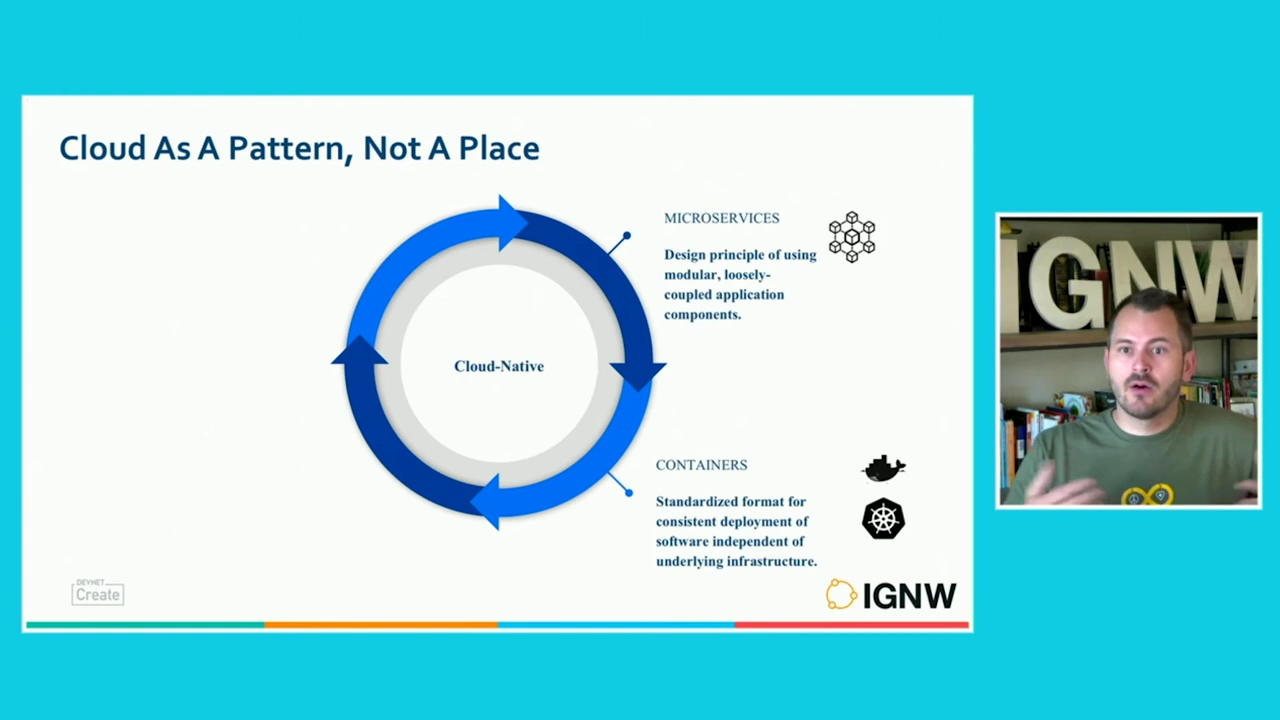 Cloud As A Pattern, Not A Place
MICROSERVICES
Design principle of using
modular, loosely-
coupled application
components.
Cloud-Native
CONTAINERS
Standardized format for
consistent deployment of
software independent of
underlying infrastructure.
DEVNET
Create
IGNW
IGNW